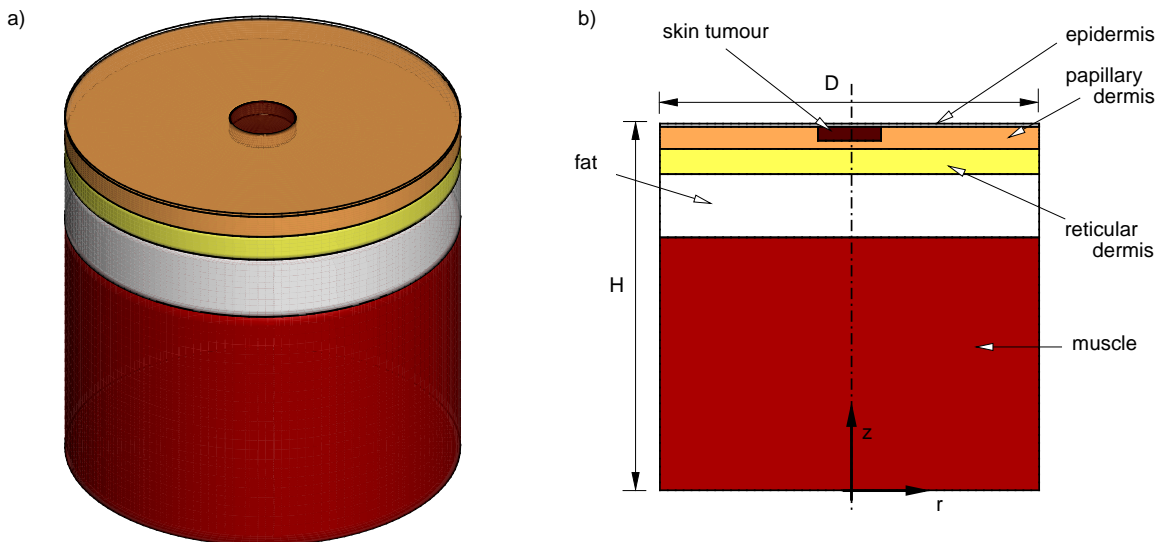 a)
b)
skin tumour
epidermis
D
papillary
dermis
fat
reticular
dermis
H
muscle
z
r